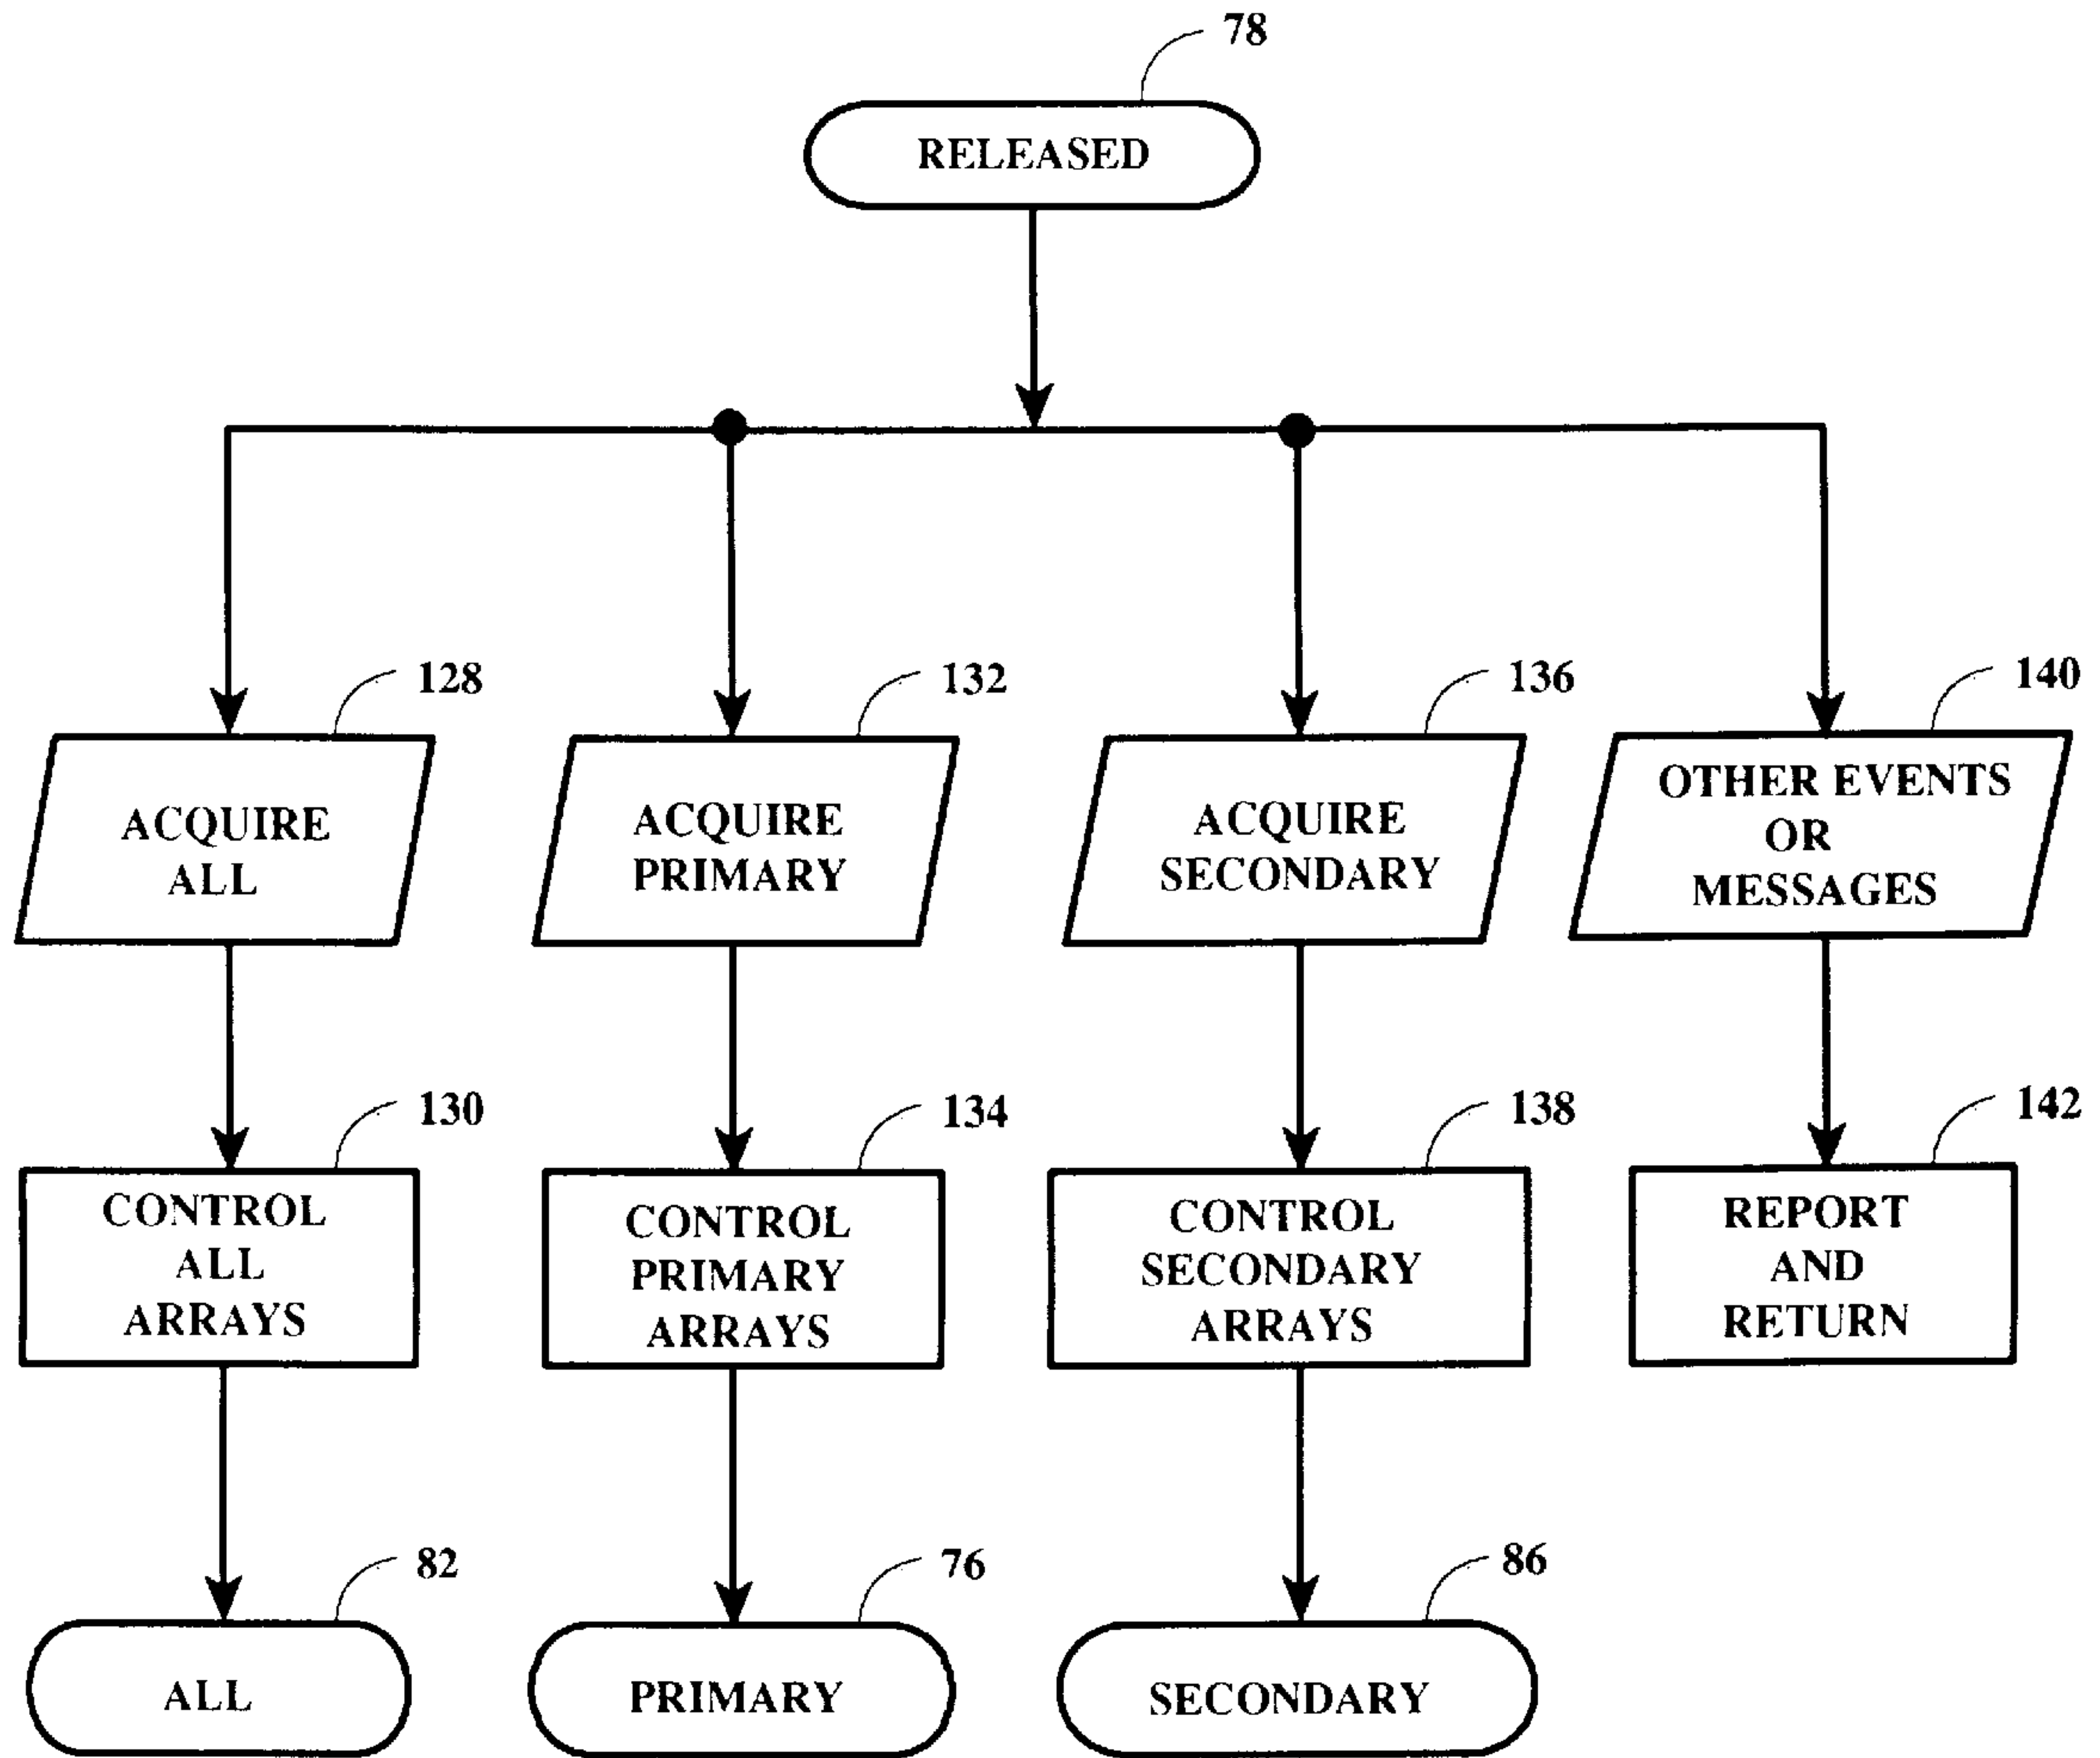 78
RELEASED
128
132
136
140
ACQUIRE
ALL
ACQUIRE
PRIMARY
ACQUIRE
SECONDARY
OTHER EVENTS
OR
MESSAGES
130
134
138
142
CONTROL
ALL
ARRAYS
CONTROL
PRIMARY
ARRAYS
CONTROL
SECONDARY
ARRAYS
REPORT
AND
RETURN
82
76
86
ALL
PRIMARY
SECONDARY